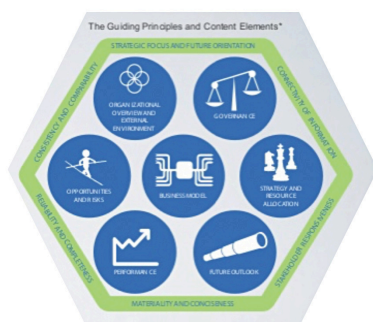 The Guiding Principles and Content Elements*
STRATEGIC FOCUS AND FUTURE ORIENTATION
CONSISTENCY AND COMPARABILITY
CONNECTIVITY OF INFORMATION
ORGANIZATIONAL
OVERVIEW AND
EXTERNAL
ENVIRONMENT
GOVERNANCE
OPPORTUNITIES
AND RISKS
BUSINESS MODEL
STRATEGY AND
RESOURCE
ALLOCATION
RELIABILITY AND COMPLETENESS
STAKEHOLDER RESPONSIVENESS
PERFORMANCE
FUTURE OUTLOOK
MATERIALITY AND CONCISENESS